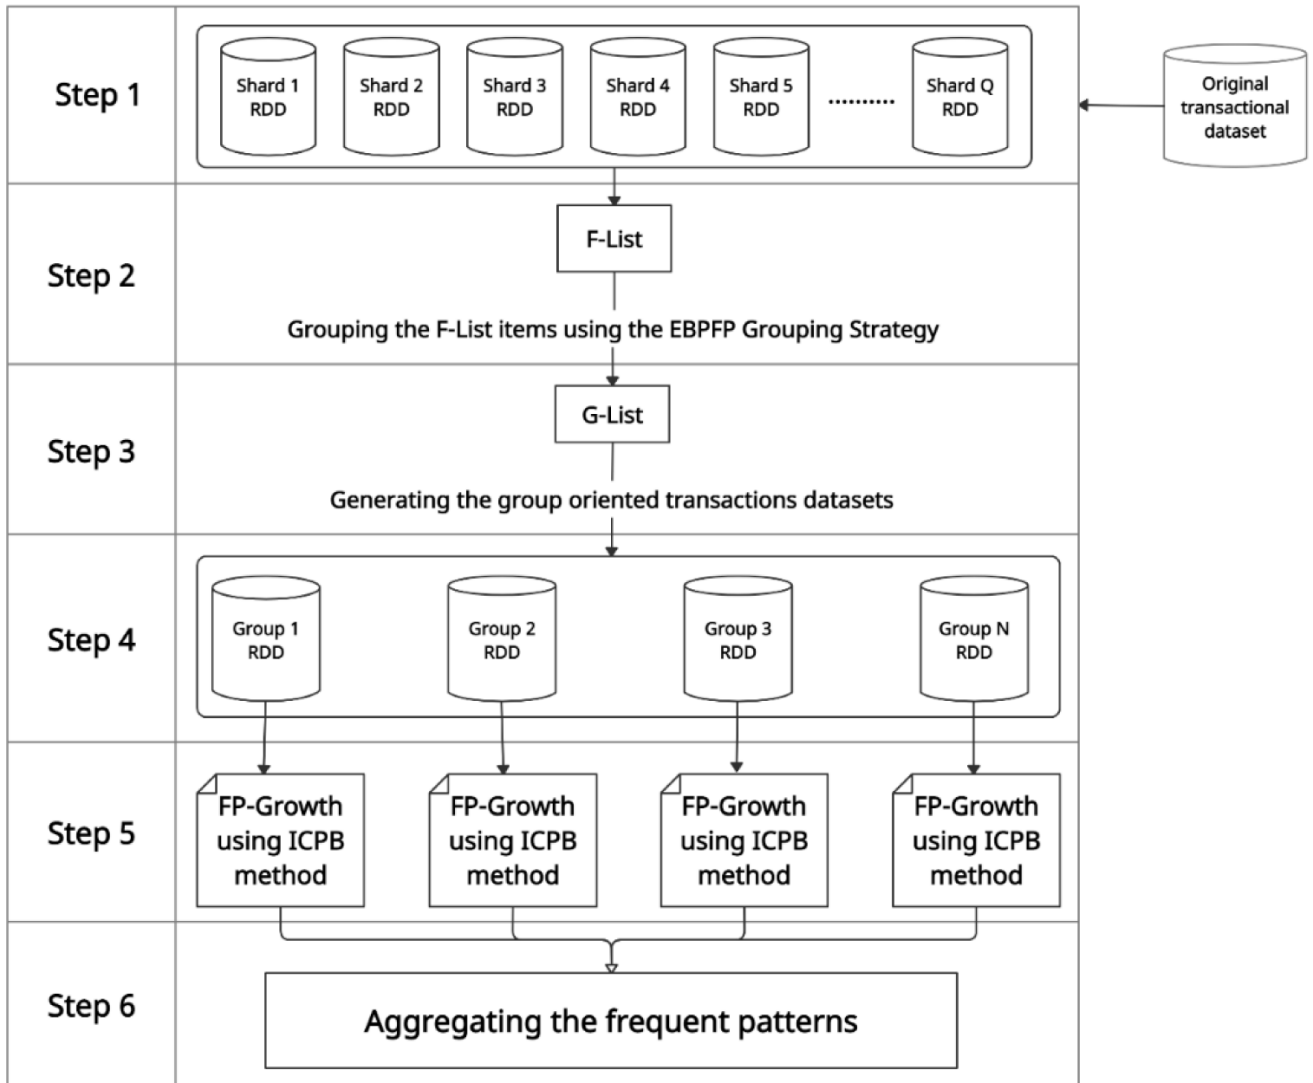 Step 1
Shard 1
RDD
Shard 2
RDD
Shard 3
RDD
Shard 4
RDD
Shard 5
RDD
..........
Shard Q
RDD
Original
transactional
dataset
Step 2
F-List
Grouping the F-List items using the EBPFP Grouping Strategy
Step 3
G-List
Generating the group oriented transactions datasets
Step 4
Group 1
RDD
Group 2
RDD
Group 3
RDD
Group N
RDD
Step 5
FP-Growth
using ICPB
method
FP-Growth
using ICPB
method
FP-Growth
using ICPB
method
FP-Growth
using ICPB
method
Step 6
Aggregating the frequent patterns